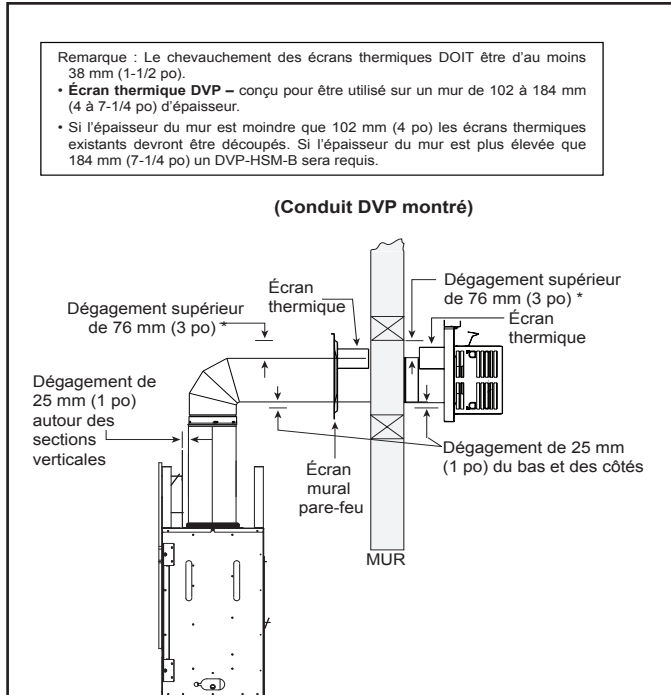 Remarque : Le chevauchement des écrans thermiques DOIT être d'au moins
38 mm (1-1/2 po).
• Écran thermique DVP – conçu pour être utilisé sur un mur de 102 à 184 mm
(4 à 7-1/4 po) d'épaisseur.
• Si l'épaisseur du mur est moindre que 102 mm (4 po) les écrans thermiques
existants devront être découpés. Si l'épaisseur du mur est plus élevée que
184 mm (7-1/4 po) un DVP-HSM-B sera requis.
(Conduit DVP montré)
Dégagement supérieur
de 76 mm (3 po) *
Écran
thermique
Dégagement supérieur
de 76 mm (3 po) *
Écran
thermique
Dégagement de
25 mm (1 po)
autour des
sections
verticales
Écran
mural
pare-feu
Dégagement de 25 mm
(1 po) du bas et des côtés
MUR